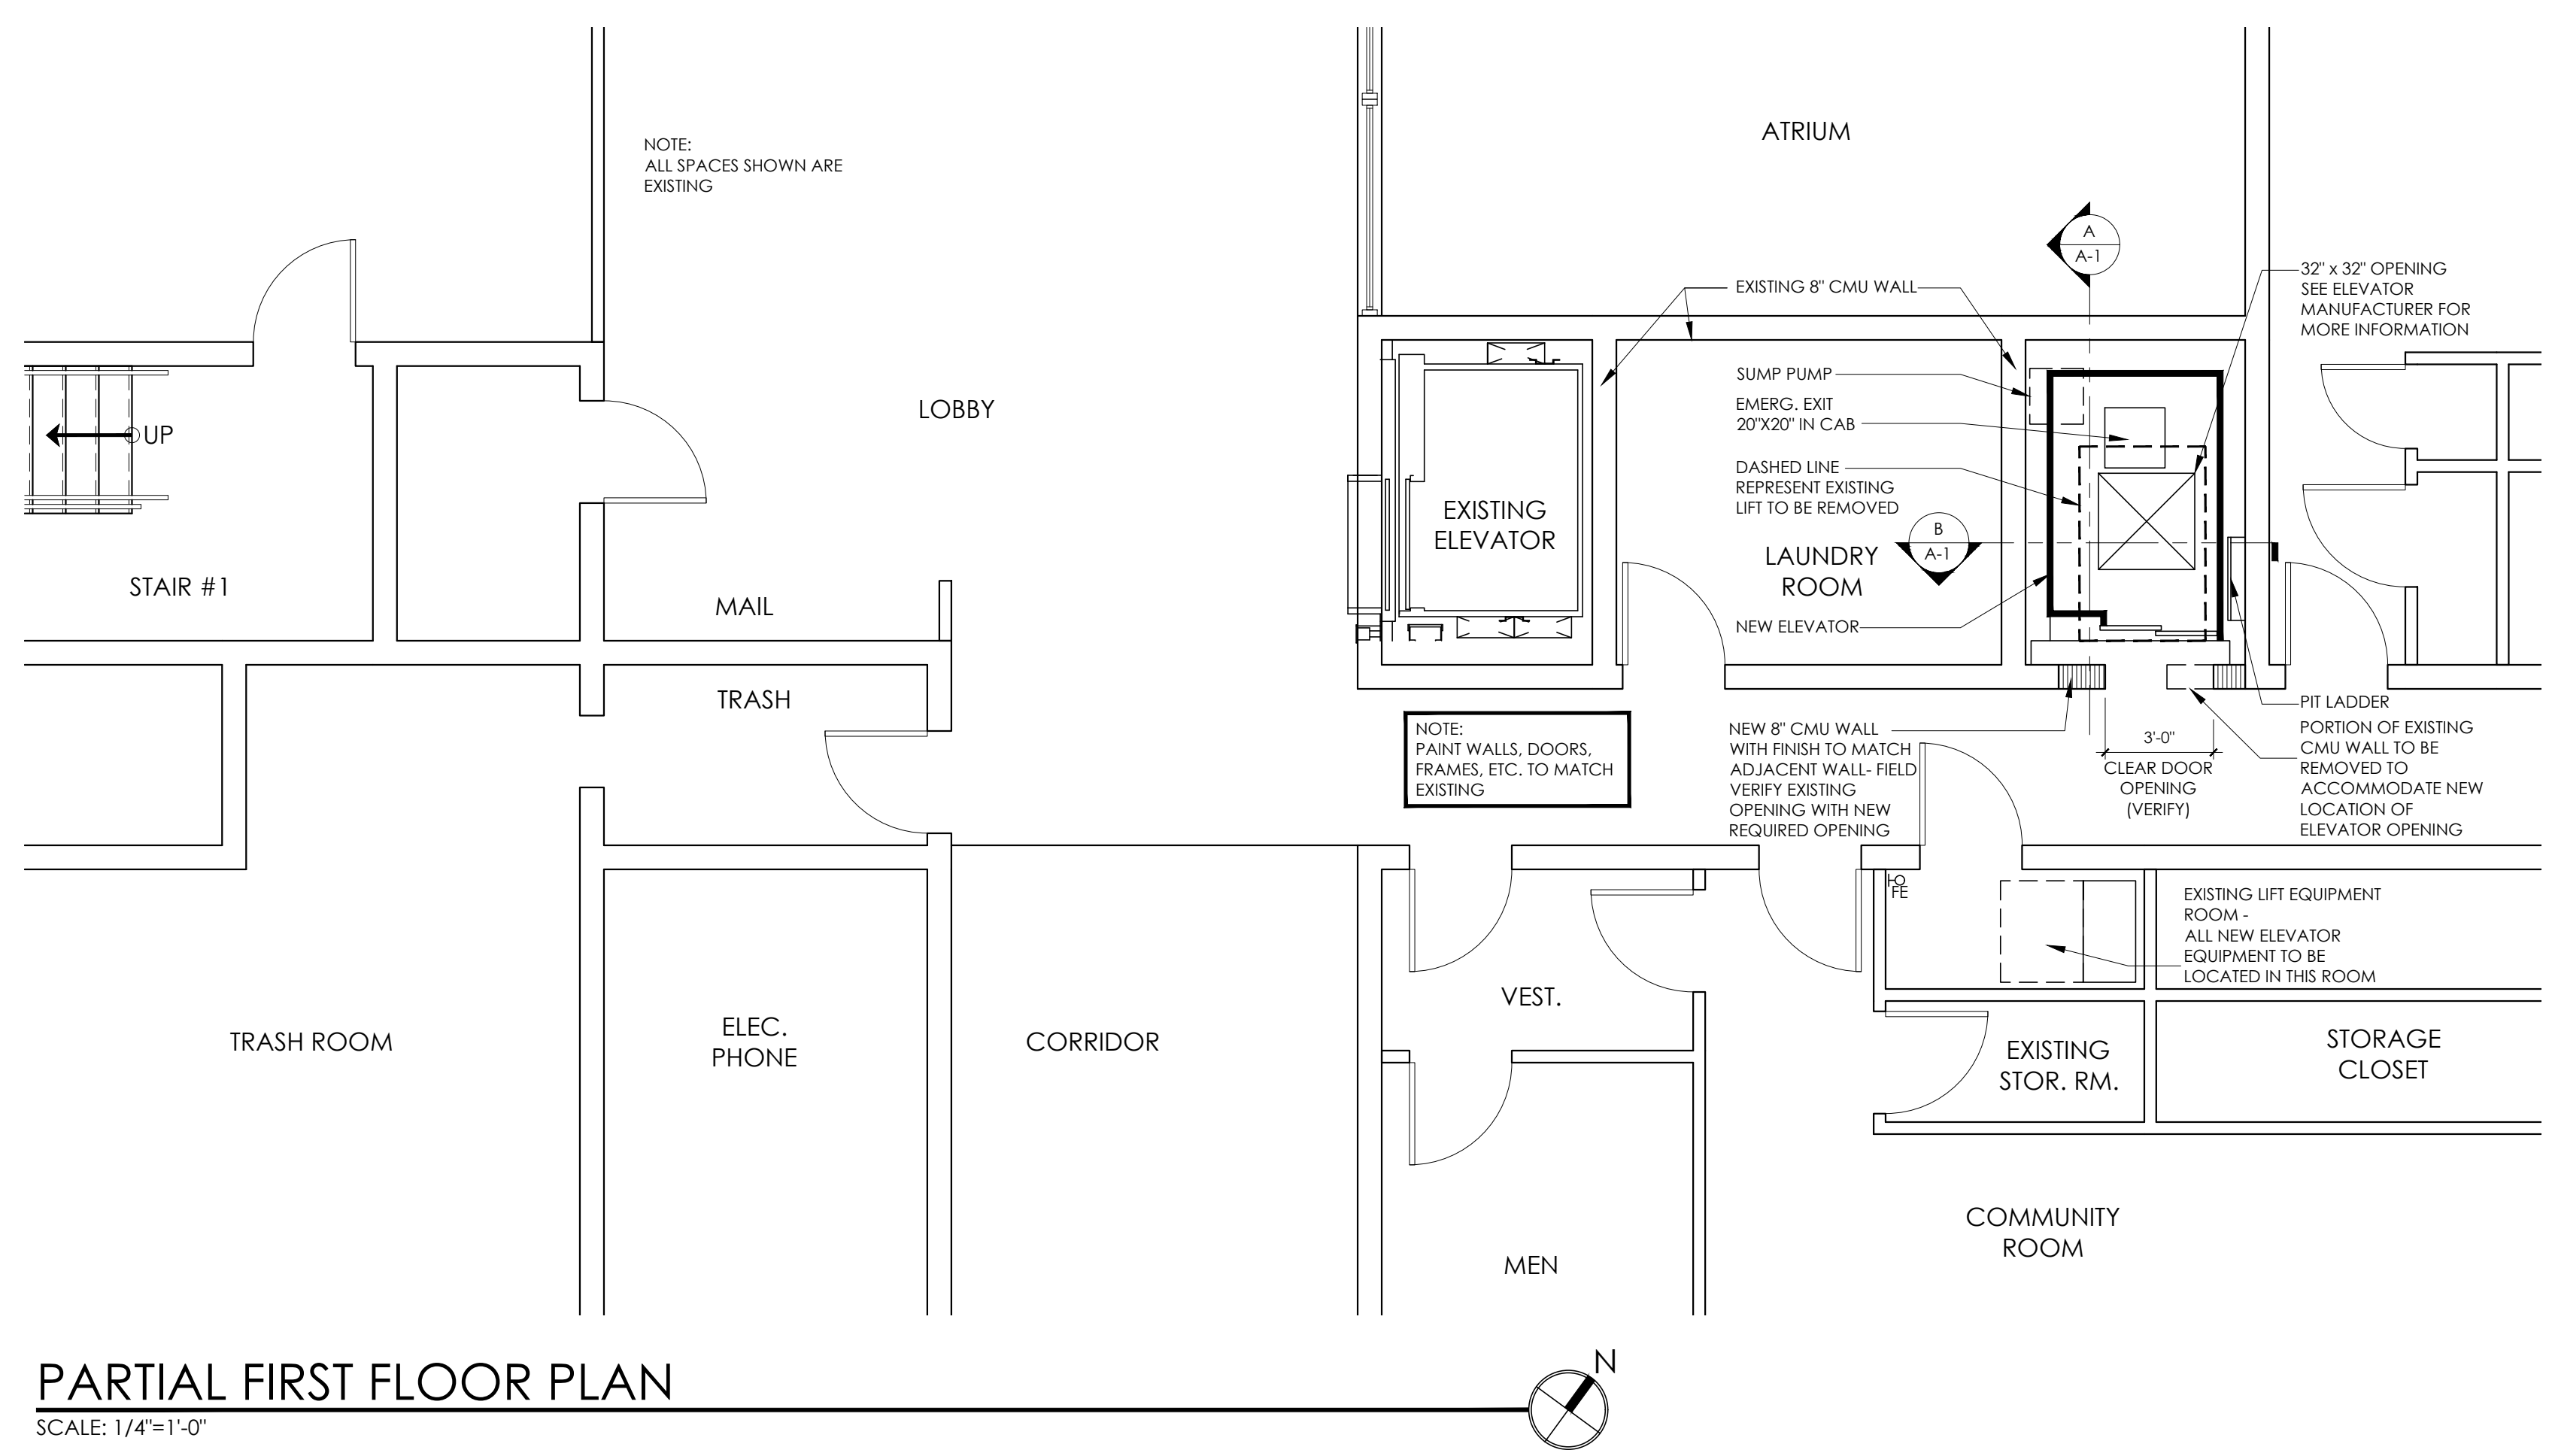 ATRIUM
NOTE:
ALL SPACES SHOWN ARE
EXISTING
A
A-1
32" x 32" OPENING
SEE ELEVATOR
MANUFACTURER FOR
MORE INFORMATION
EXISTING 8" CMU WALL
SUMP PUMP
EMERG. EXIT
20"X20" IN CAB
DASHED LINE
REPRESENT EXISTING
LIFT TO BE REMOVED
LOBBY
UP
EXISTING
ELEVATOR
B
A-1
LAUNDRY
ROOM
STAIR #1
MAIL
NEW ELEVATOR
TRASH
PIT LADDER
NOTE:
PAINT WALLS, DOORS,
FRAMES, ETC. TO MATCH
EXISTING
NEW 8" CMU WALL
WITH FINISH TO MATCH
ADJACENT WALL- FIELD
VERIFY EXISTING
OPENING WITH NEW
REQUIRED OPENING
3'-0"
CLEAR DOOR
OPENING
(VERIFY)
PORTION OF EXISTING
CMU WALL TO BE
REMOVED TO
ACCOMMODATE NEW
LOCATION OF
ELEVATOR OPENING
FE
EXISTING LIFT EQUIPMENT
ROOM -
ALL NEW ELEVATOR
EQUIPMENT TO BE
LOCATED IN THIS ROOM
VEST.
TRASH ROOM
ELEC.
PHONE
CORRIDOR
EXISTING
STOR. RM.
STORAGE
CLOSET
COMMUNITY
ROOM
MEN
N
PARTIAL FIRST FLOOR PLAN
SCALE: 1/4"=1'-0"